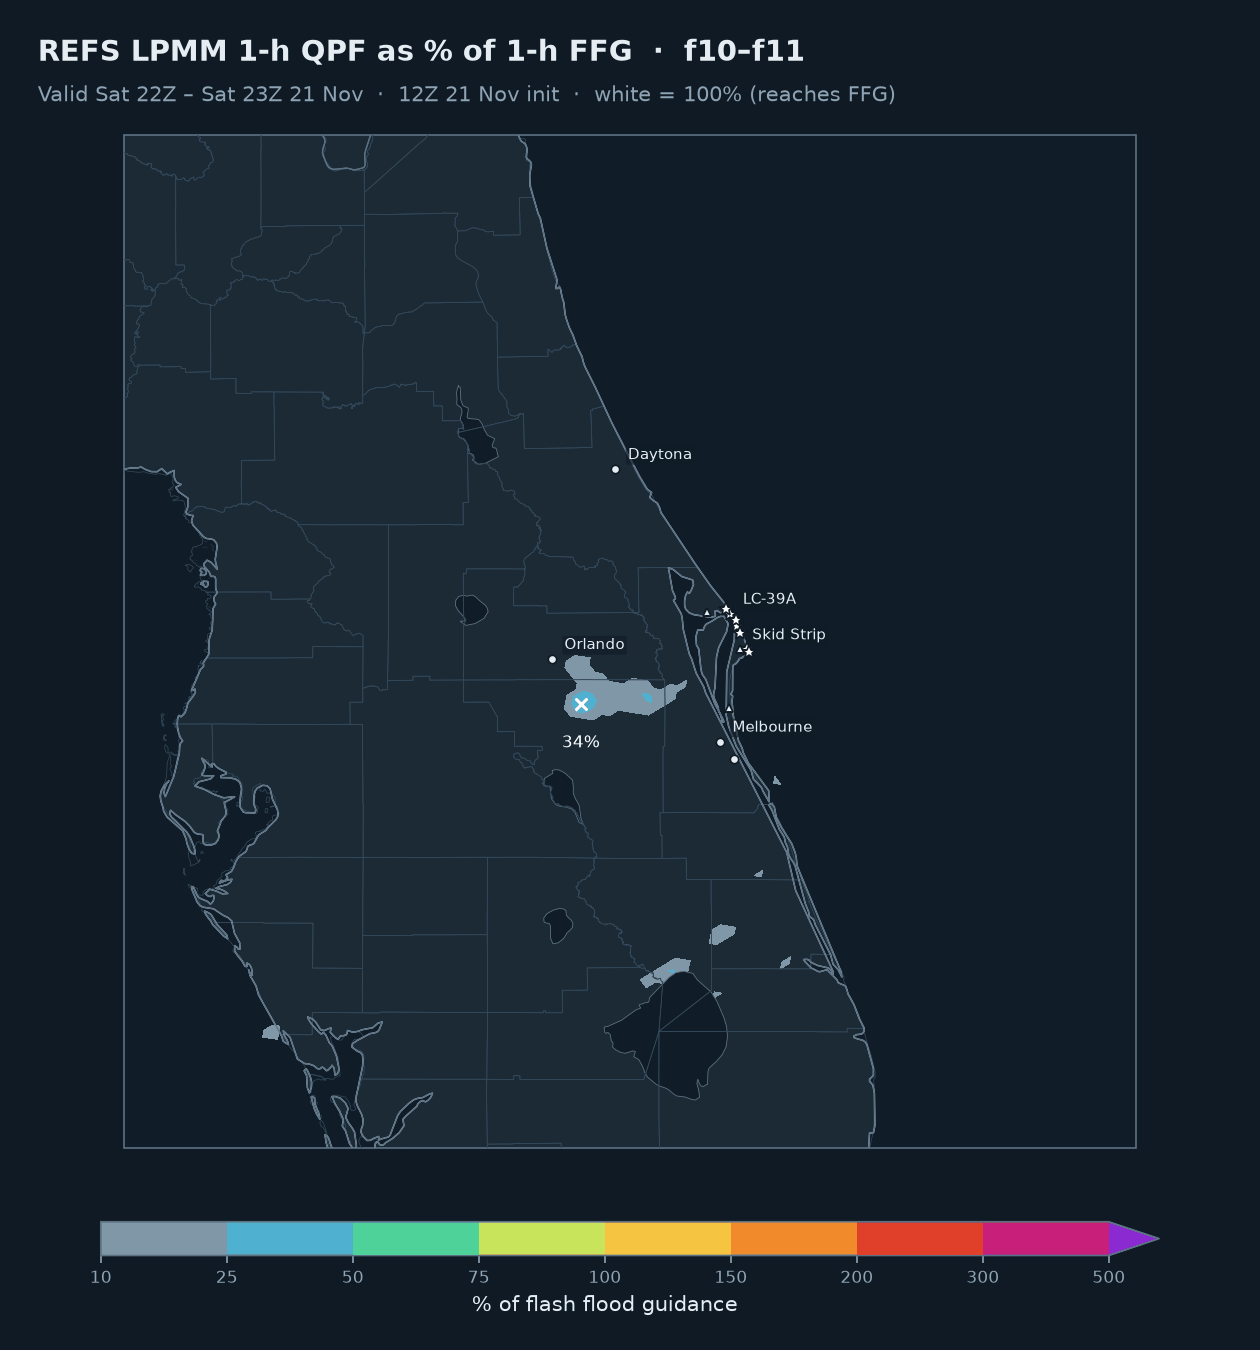 REFS LPMM 1-h QPF as % of 1-h FFG · f10–f11
Valid Sat 22Z – Sat 23Z 21 Nov · 12Z 21 Nov init · white = 100% (reaches FFG)
Daytona
LC-39A
Skid Strip
Orlando
Melbourne
34%
10 25 50 75 100 150 200 300 500
% of flash flood guidance